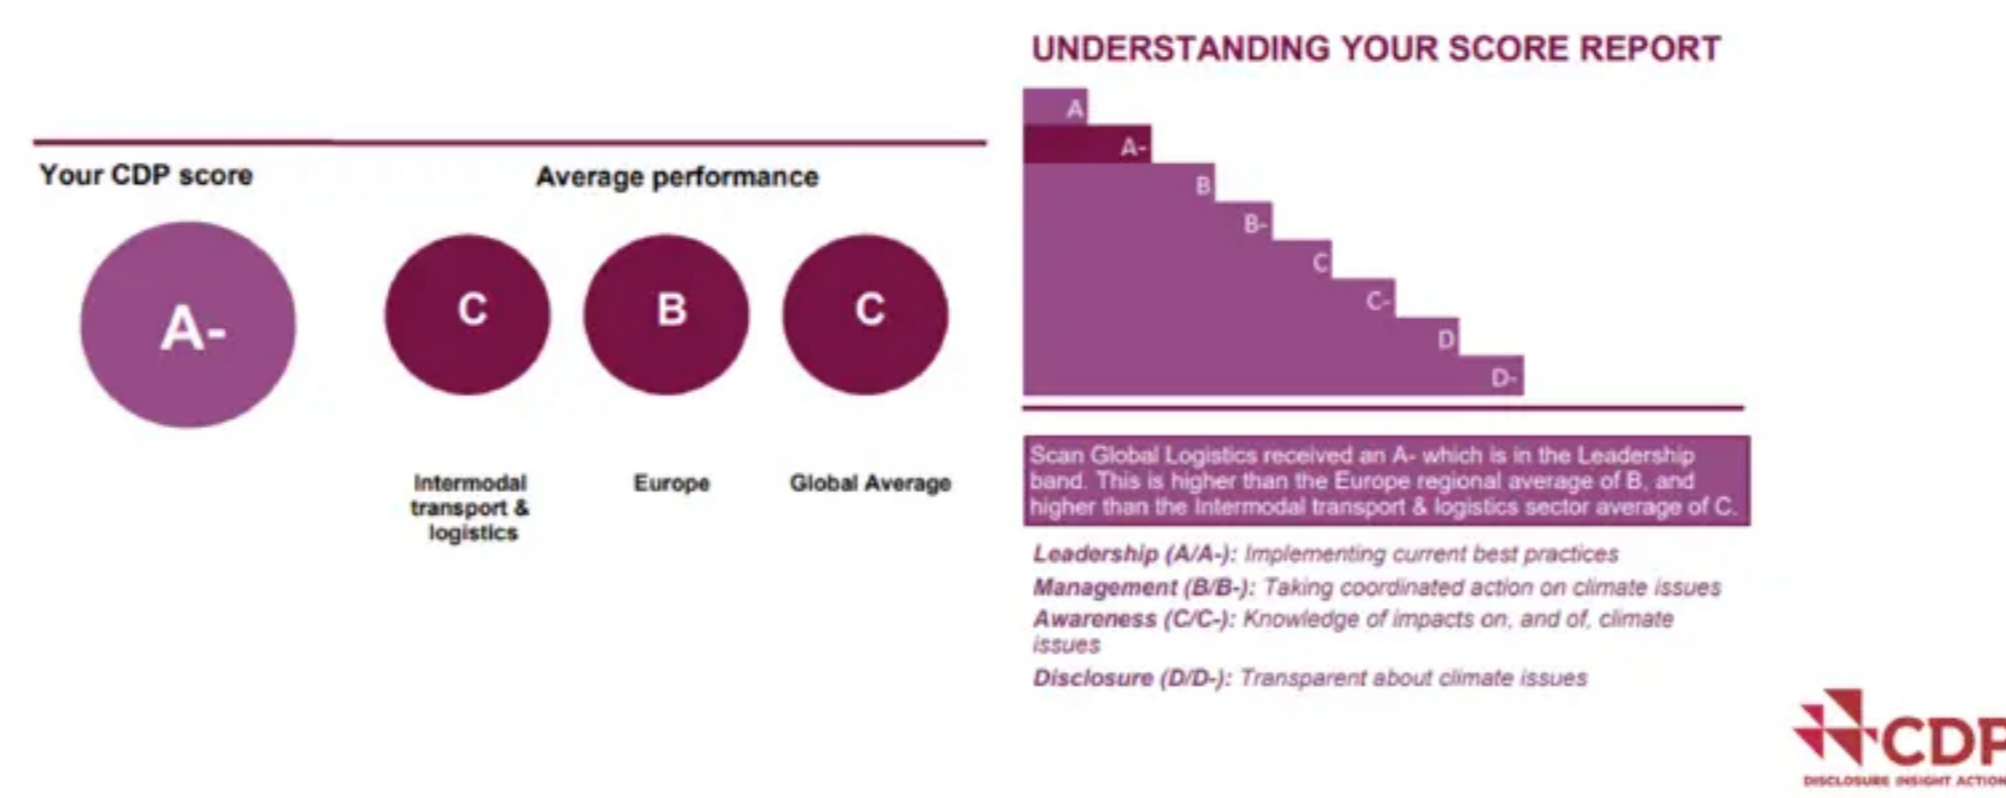 UNDERSTANDING YOUR SCORE REPORT
Your CDP score
Average performance
A-
C
B
C
Intermodal
transport &
logistics
Europe
Global Average
A
A-
B
B-
C
C-
D
D-
Scan Global Logistics received an A- which is in the Leadership
band. This is higher than the Europe regional average of B, and
higher than the Intermodal transport & logistics sector average of C.
Leadership (A/A-): Implementing current best practices
Management (B/B-): Taking coordinated action on climate issues
Awareness (C/C-): Knowledge of impacts on, and of, climate
issues
Disclosure (D/D-): Transparent about climate issues
CDP
DISCLOSURE INSIGHT ACTION